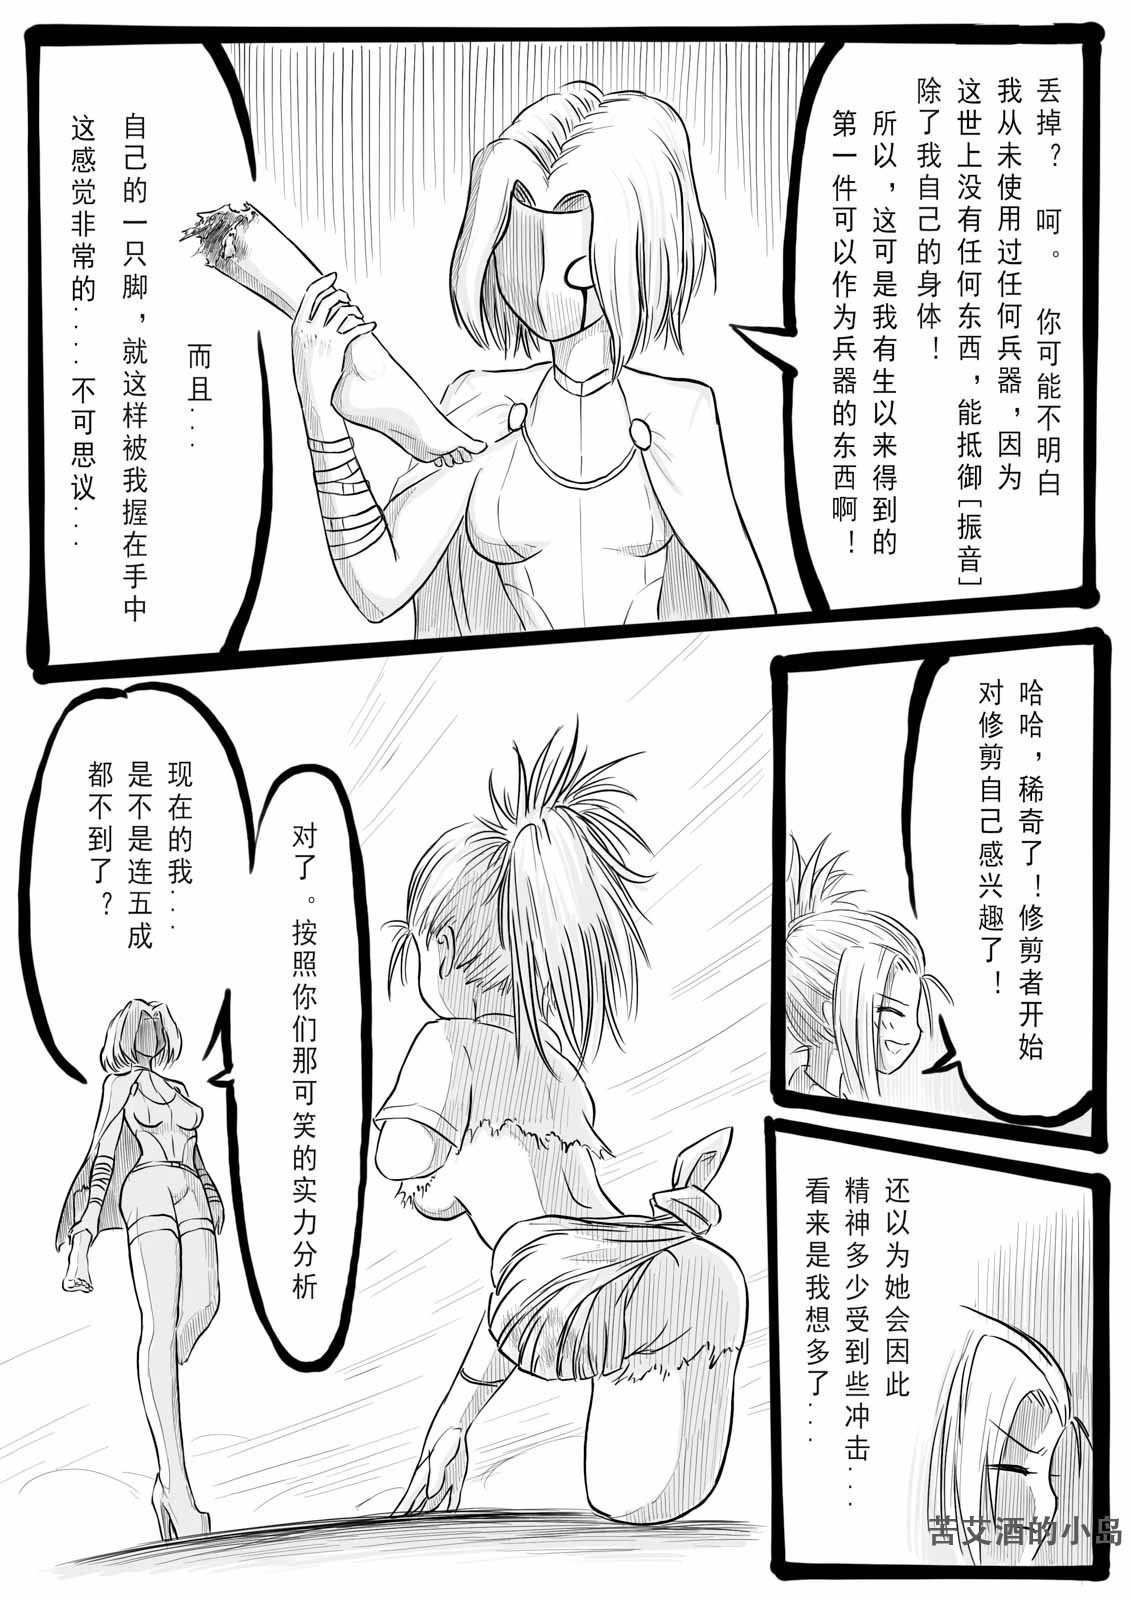 丢掉？ 呵。 你可能不明白
我从未使用过任何兵器，因为
这世上没有任何东西，能抵御[振音]
除了我自己的身体！
所以，这可是我有生以来得到的
第一件可以作为兵器的东西啊！
而且...
自己的一只脚，就这样被我握在手中
这感觉非常的....不可思议...
哈哈，稀奇了！修剪者开始
对修剪自己感兴趣了！
还以为她会因此
精神多少受到些冲击...
看来是我想多了...
对了。按照你们那可笑的实力分析
现在的我...
是不是连五成
都不到了？
苦艾酒的小岛